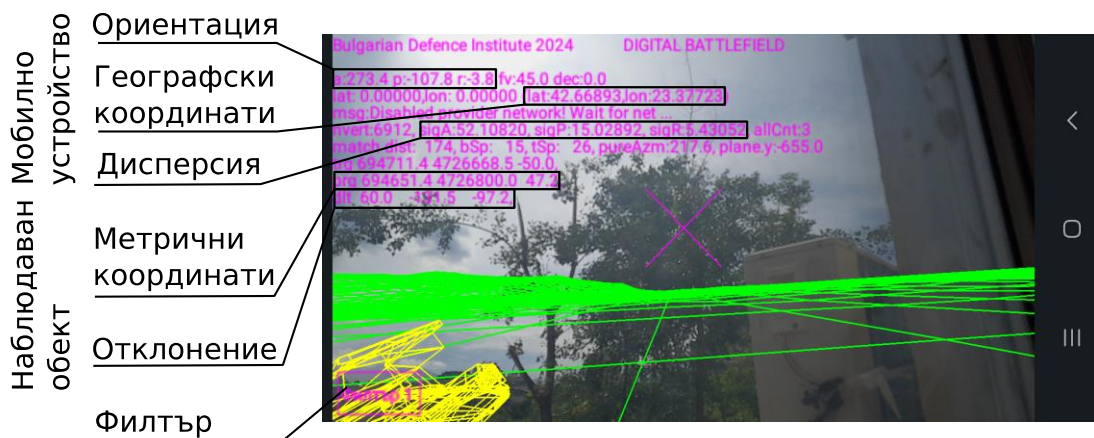 Мобилно устройство
Ориентация
Географски
координати
Дисперсия
Наблюдаван обект
Метрични
координати
Отклонение
Филтър
Bulgarian Defence Institute 2024 DIGITAL BATTLEFIELD
a:273.4 p:-107.8 r:-3.8 fv:45.0 dec:0.0
lat: 0.00000,lon: 0.00000 (lat:42.66893,lon:23.37723)
msg:Disabled provider network! Wait for net ...
nvert:6912, sigA:52.10820, sigP:15.02892, sigR:5.43052, allCnt:3
match dist: 174, bSp: 15, tSp: 26, pureAzm:217.6, plane.y:-655.0
694711.4 4726668.5 -50.0,
694651.4 4726800.0 47.2
60.0 -131.5 -97.2,